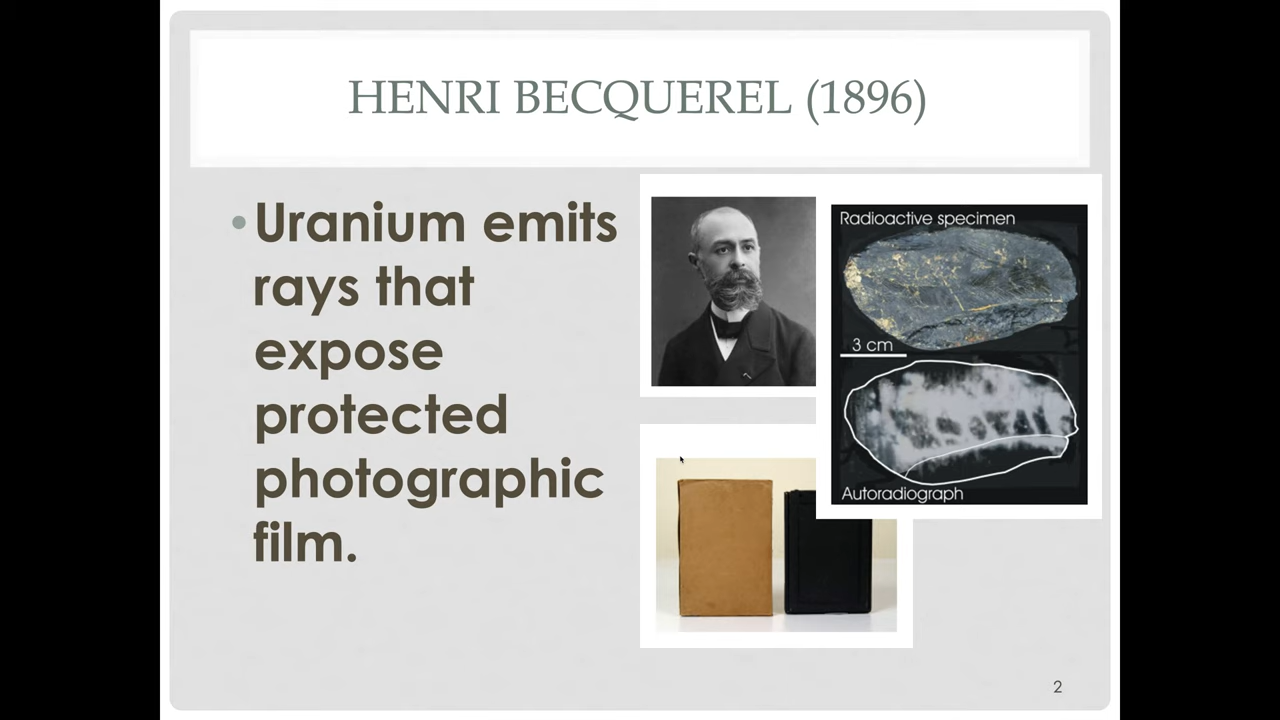 HENRI BECQUEREL (1896)
•Uranium emits
rays that
expose
protected
photographic
film.
Radioactive specimen
3 cm
Autoradiograph
2